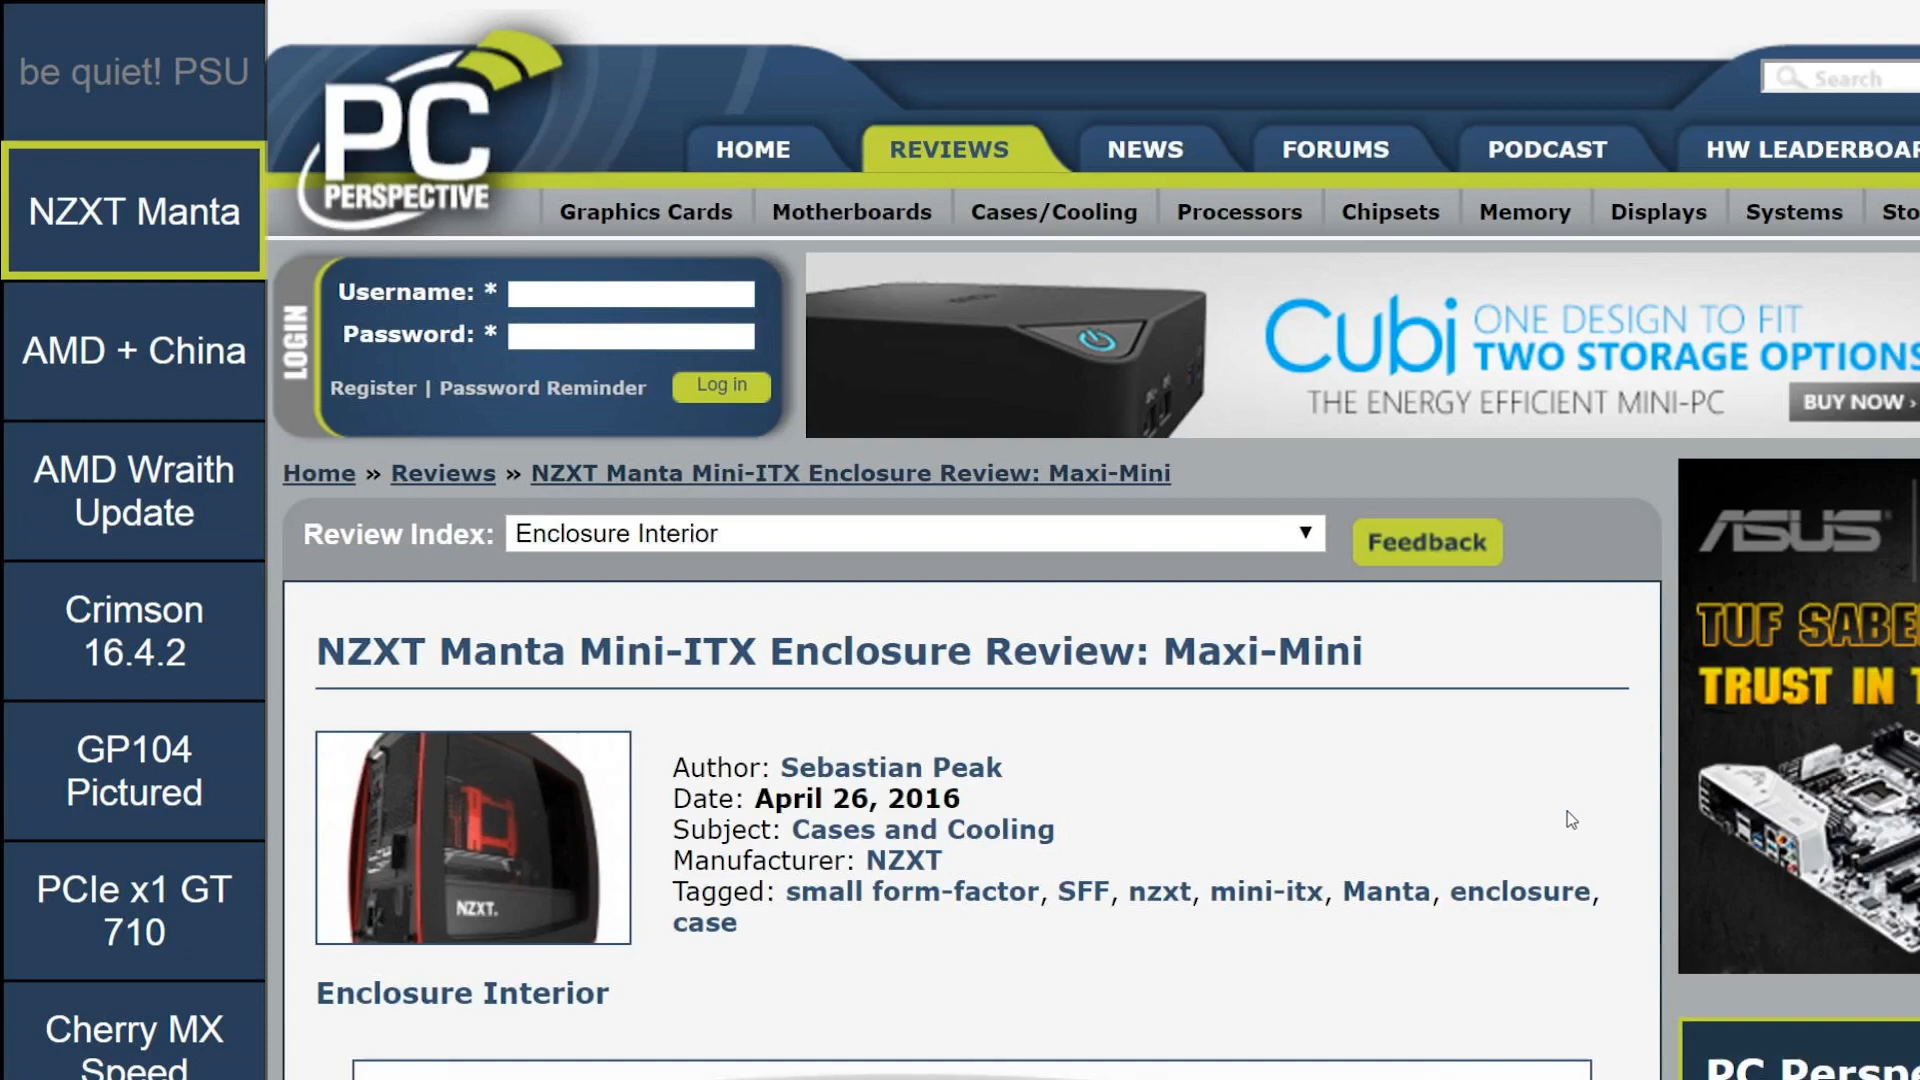 be quiet! PSU
NZXT Manta
AMD + China
AMD Wraith
Update
Crimson
16.4.2
GP104
Pictured
PCIe x1 GT
710
Cherry MX
Speed
PC
PERSPECTIVE
Search
HOME
REVIEWS
NEWS
FORUMS
PODCAST
HW LEADERBOAR
Graphics Cards
Motherboards
Cases/Cooling
Processors
Chipsets
Memory
Displays
Systems
Sto
LOGIN
Username: *
Password: *
Register | Password Reminder
Log in
Cubi
ONE DESIGN TO FIT
TWO STORAGE OPTIONS
THE ENERGY EFFICIENT MINI-PC
BUY NOW ›
Home » Reviews » NZXT Manta Mini-ITX Enclosure Review: Maxi-Mini
Review Index:
Enclosure Interior
Feedback
NZXT Manta Mini-ITX Enclosure Review: Maxi-Mini
NZXT.
Author: Sebastian Peak
Date: April 26, 2016
Subject: Cases and Cooling
Manufacturer: NZXT
Tagged: small form-factor, SFF, nzxt, mini-itx, Manta, enclosure,
case
Enclosure Interior
ASUS
TUF SABE
TRUST IN T
PC Perspe